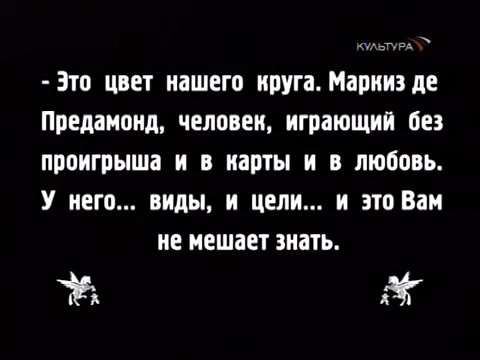 КУЛЬТУРА
- Это цвет нашего круга. Маркиз де
Предамонд, человек, играющий без
проигрыша и в карты и в любовь.
У него... виды, и цели... и это Вам
не мешает знать.